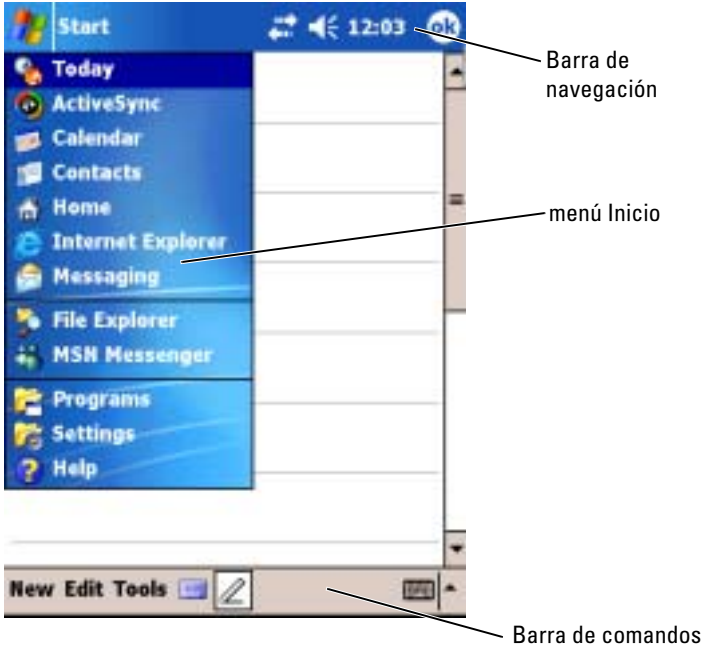 Start 12:03 ok
Today
ActiveSync
Calendar
Contacts
Home
Internet Explorer
Messaging
File Explorer
MSN Messenger
Programs
Settings
Help
New Edit Tools
Barra de
navegación
menú Inicio
Barra de comandos